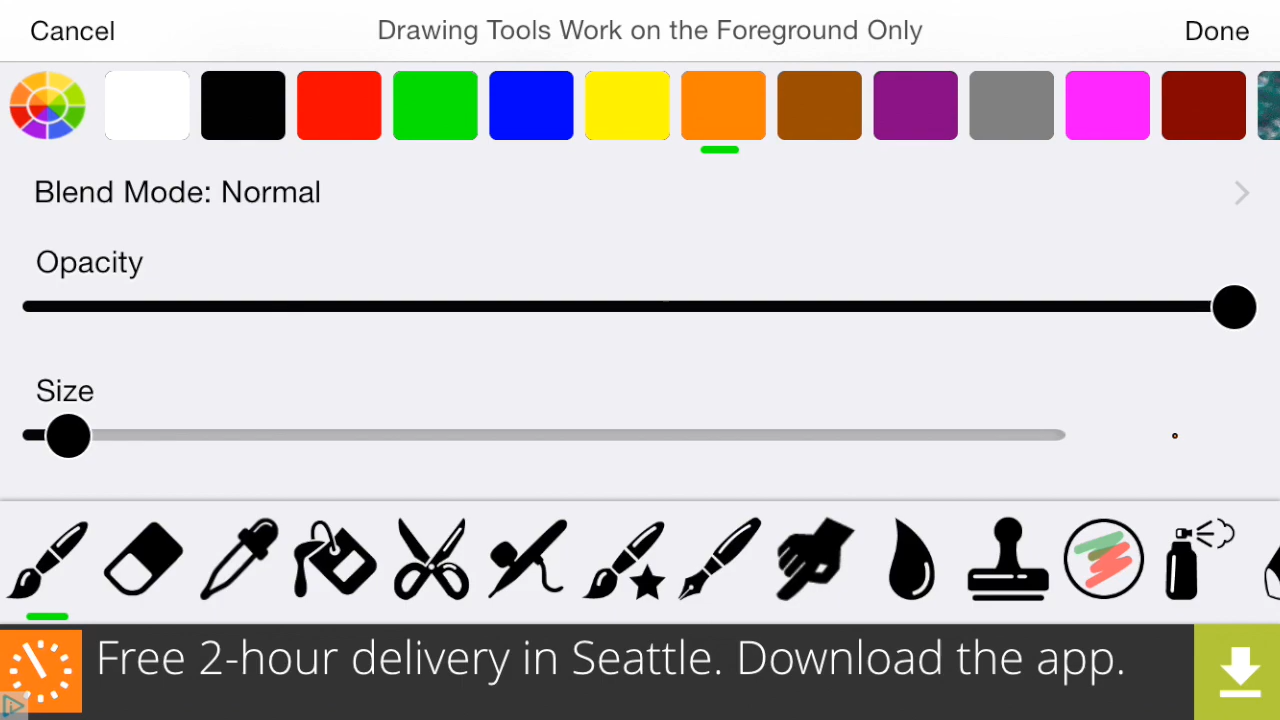 Cancel
Drawing Tools Work on the Foreground Only
Done
Blend Mode: Normal
Opacity
Size
Free 2-hour delivery in Seattle. Download the app.